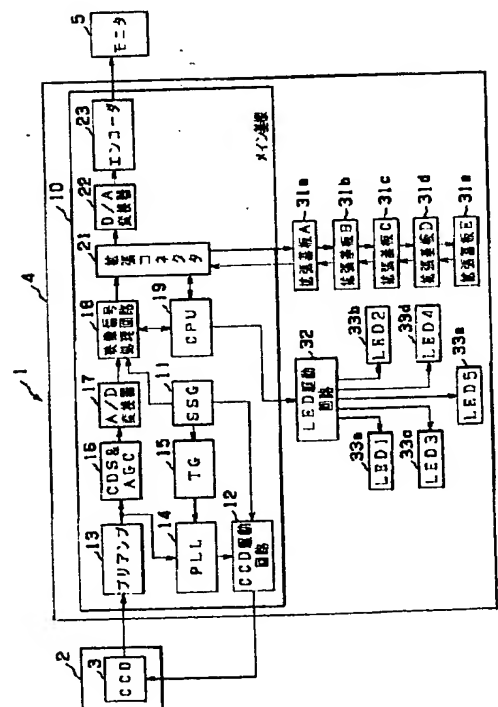 1
4
2
3
CCD
10
13
プリアンプ
16
CDS&
AGC
17
A/D
変換器
18
映像信号
処理回路
21
拡張
コネクタ
22
D/A
変換器
23
エンコーダ
5
モニタ
14
PLL
15
TG
11
SSG
19
CPU
12
CCD駆動
回路
メイン基板
32
LED駆動
回路
31a
拡張基板A
31b
拡張基板B
31c
拡張基板C
31d
拡張基板D
31e
拡張基板E
33a
LED1
33b
LED2
33c
LED3
33d
LED4
33e
LED5